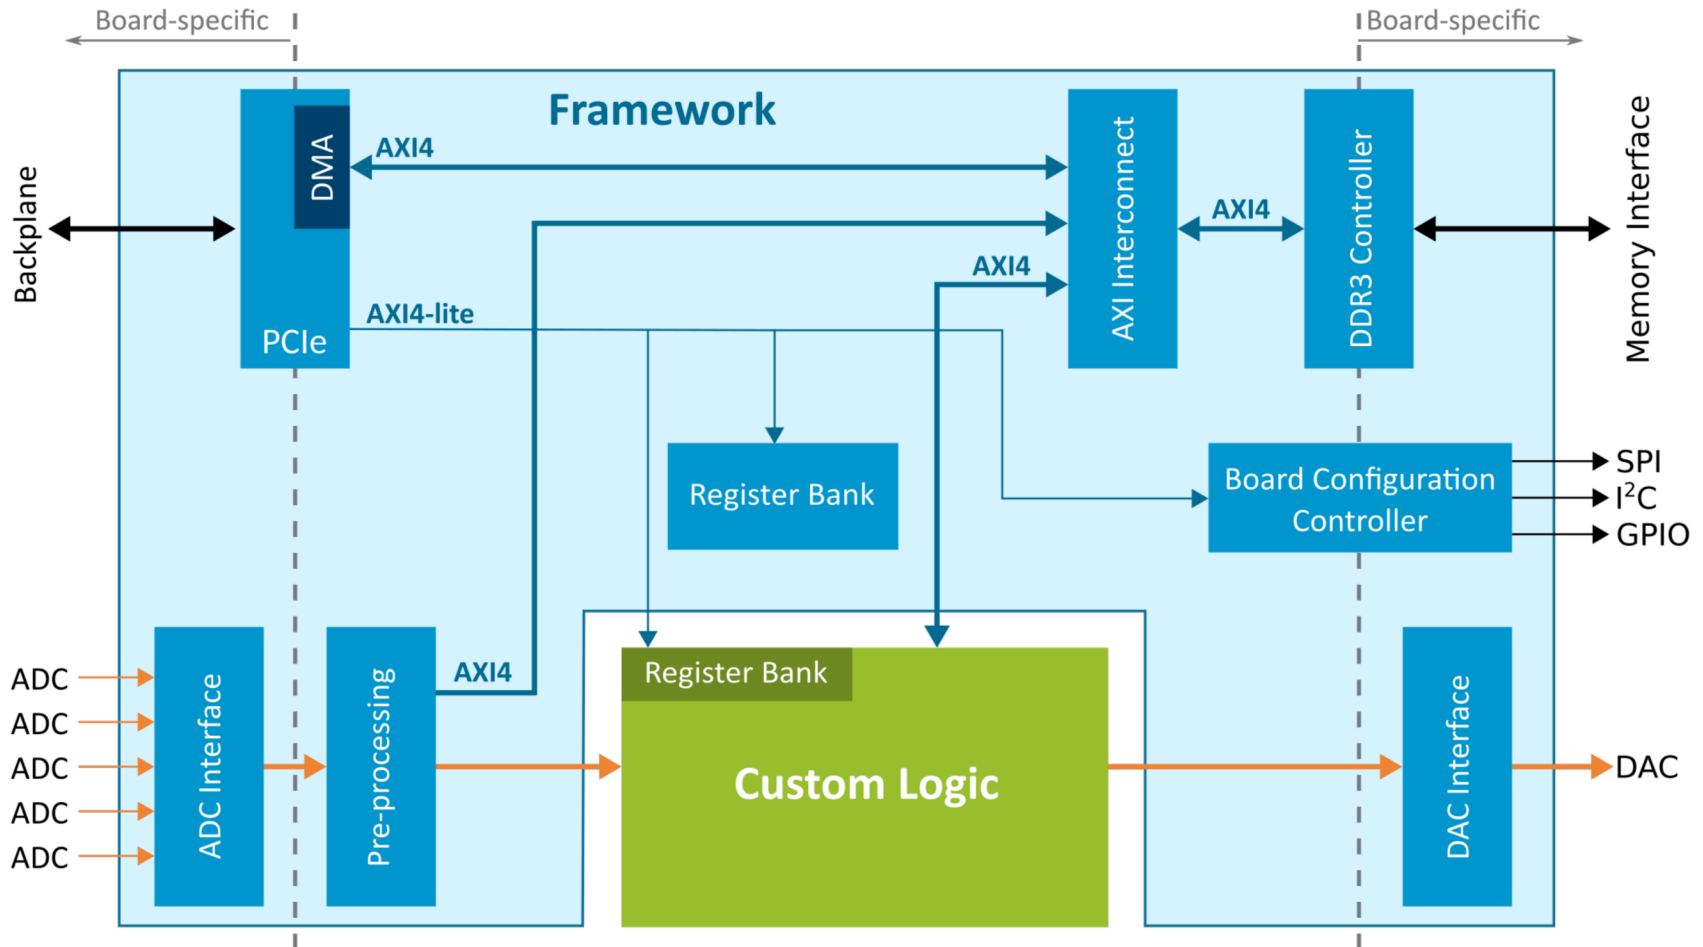 Board-specific
Board-specific
Framework
DMA
AXI4
AXI Interconnect
DDR3 Controller
Memory Interface
Backplane
AXI4
AXI4
AXI4-lite
PCIe
Register Bank
Board Configuration
Controller
SPI
I²C
GPIO
ADC
ADC
ADC
ADC
ADC
ADC Interface
Pre-processing
AXI4
Register Bank
Custom Logic
DAC Interface
DAC